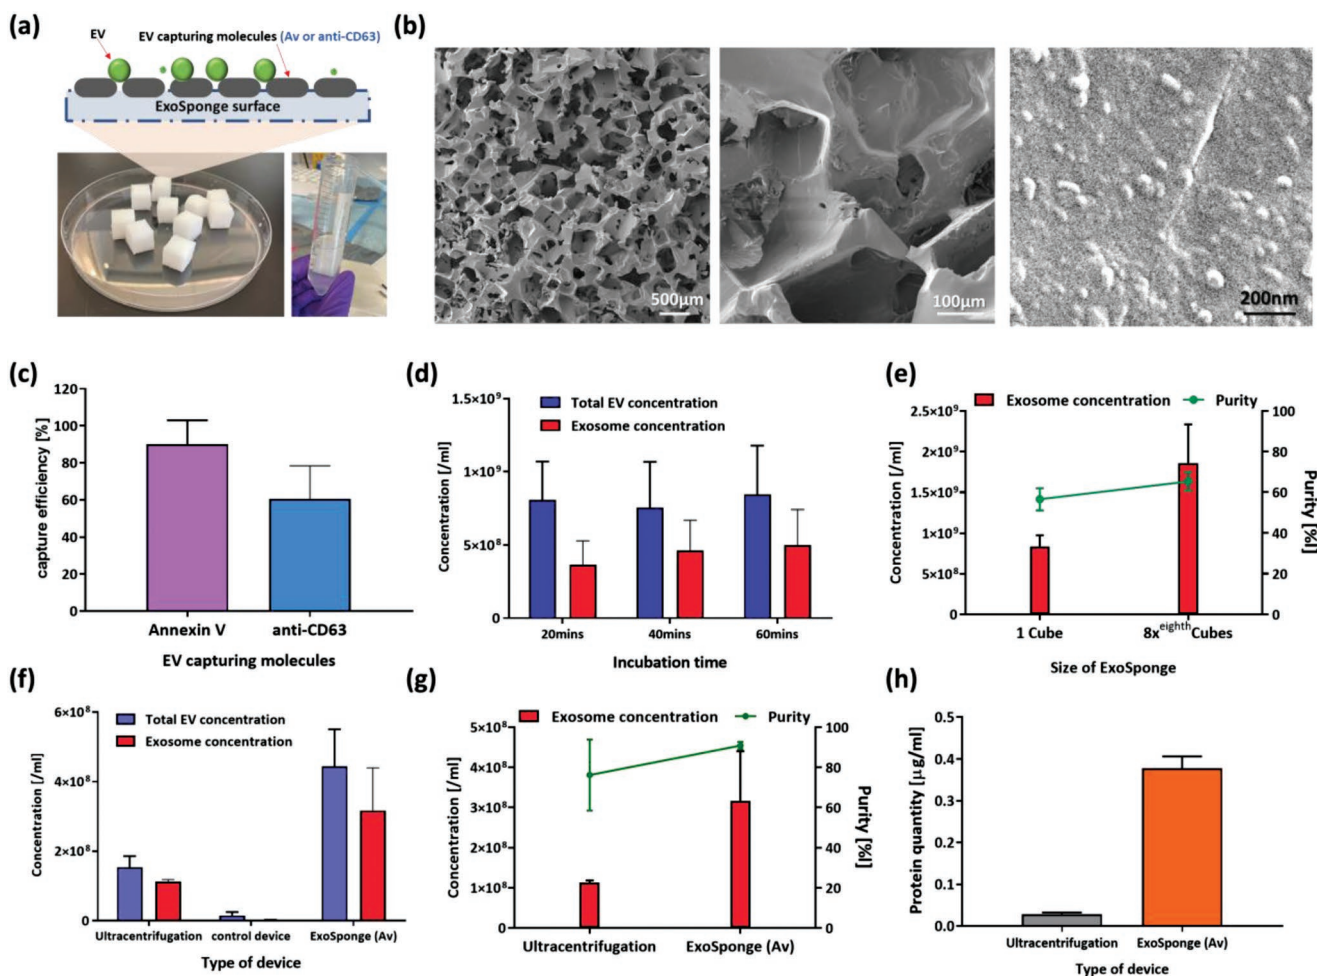 (a)
EV
EV capturing molecules (Av or anti-CD63)
ExoSponge surface
(b)
500μm
100μm
200nm
(c)
capture efficiency [%]
120
100
80
60
40
20
0
Annexin V
anti-CD63
EV capturing molecules
(d)
Total EV concentration
Exosome concentration
Concentration [/ml]
1.5×10⁹
1×10⁹
5×10⁸
0
20mins
40mins
60mins
Incubation time
(e)
Exosome concentration
Purity
Concentration [/ml]
2.5×10⁹
2×10⁹
1.5×10⁹
1×10⁹
5×10⁸
0
100
80
60
40
20
0
Purity [%l]
1 Cube
8x^eighth Cubes
Size of ExoSponge
(f)
Total EV concentration
Exosome concentration
Concentration [/ml]
6×10⁸
4×10⁸
2×10⁸
0
Ultracentrifugation
control device
ExoSponge (Av)
Type of device
(g)
Exosome concentration
Purity
Concentration [/ml]
5×10⁸
4×10⁸
3×10⁸
2×10⁸
1×10⁸
0
100
80
60
40
20
0
Purity [%l]
Ultracentrifugation
ExoSponge (Av)
(h)
Protein quantity [μg/ml]
0.5
0.4
0.4
0.2
0.1
0.0
Ultracentrifugation
ExoSponge (Av)
Type of device